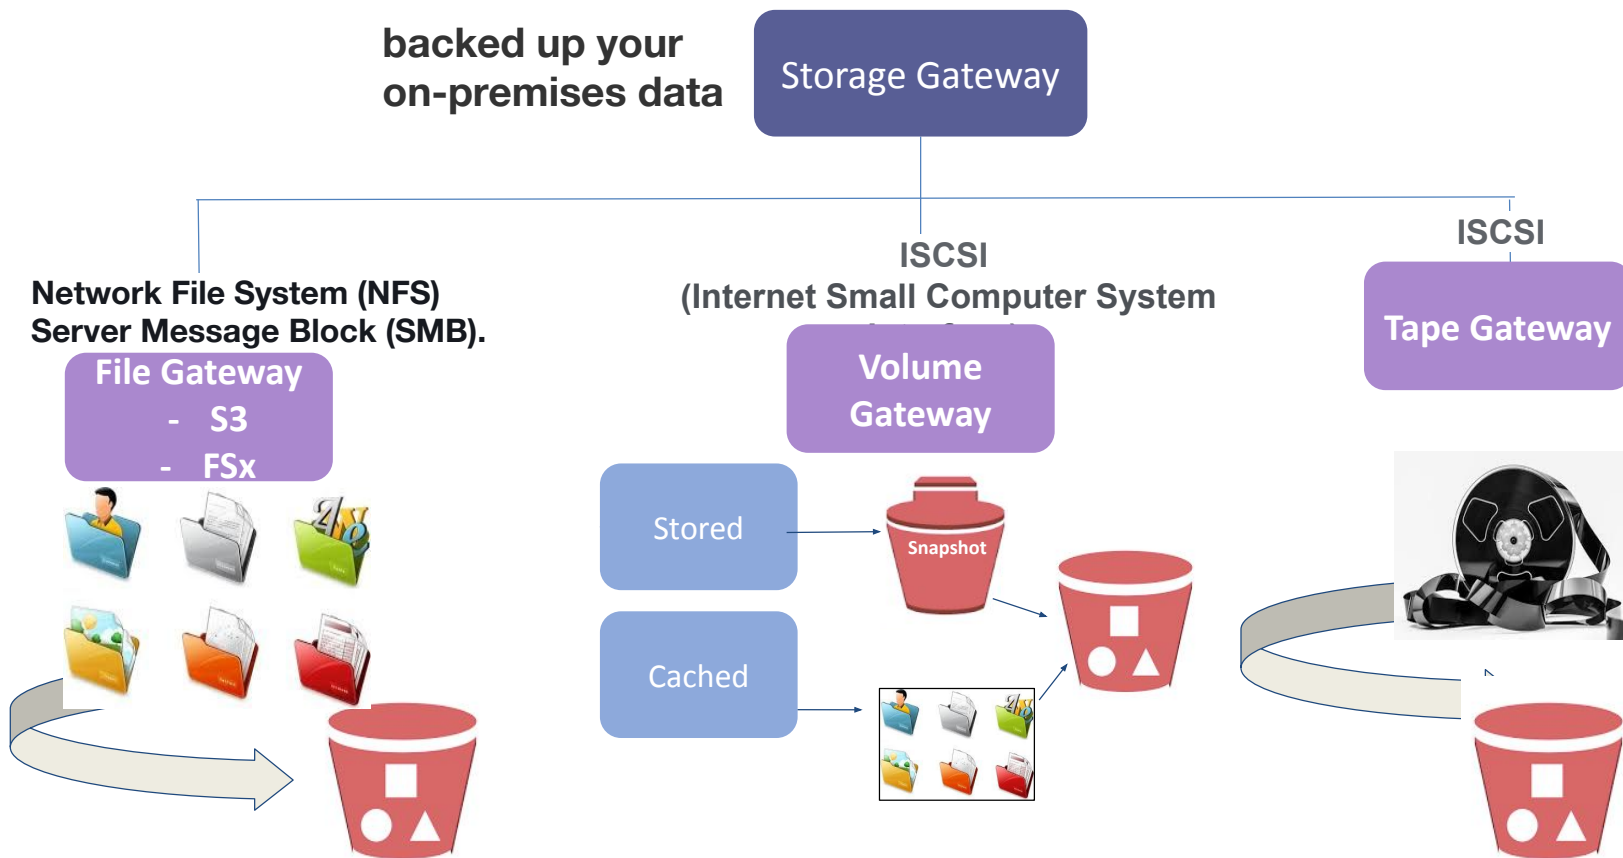 backed up your
on-premises data
Storage Gateway
Network File System (NFS)
Server Message Block (SMB).
File Gateway
- S3
- FSx
ISCSI
(Internet Small Computer System
Volume
Gateway
Stored
Snapshot
Cached
ISCSI
Tape Gateway